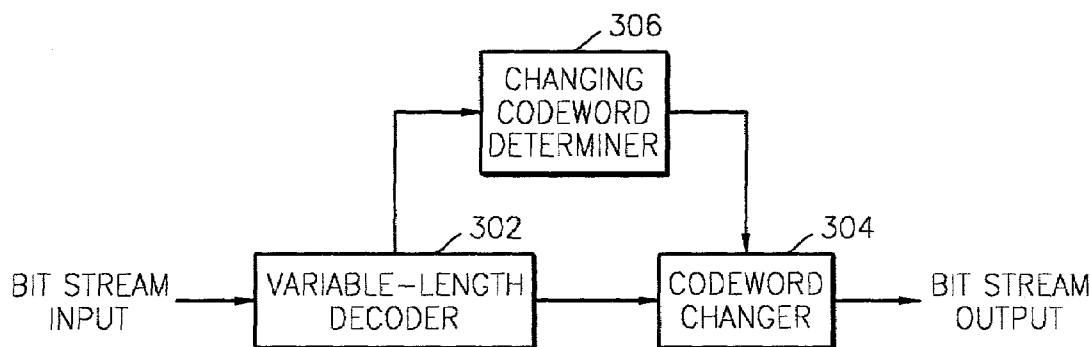 306
CHANGING
CODEWORD
DETERMINER
302
304
BIT STREAM
INPUT
VARIABLE-LENGTH
DECODER
CODEWORD
CHANGER
BIT STREAM
OUTPUT